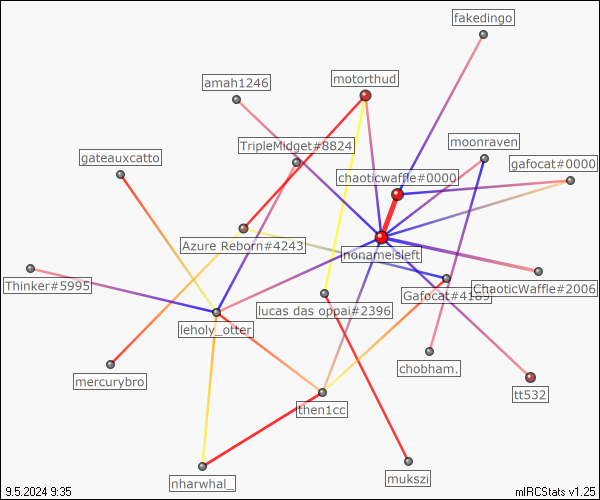 fakedingo
motorthud
amah1246
TripleMidget#8824
moonraven
gateauxcatto
gafocat#0000
chaoticwaffle#0000
Azure Reborn#4243
nonameisleft
Thinker#5995
Gafocat#4189
ChaoticWaffle#2006
lucas das oppai#2396
leholy_otter
chobham.
mercurybro
tt532
then1cc
nharwhal_
mukszi
9.5.2024 9:35
mIRCStats v1.25